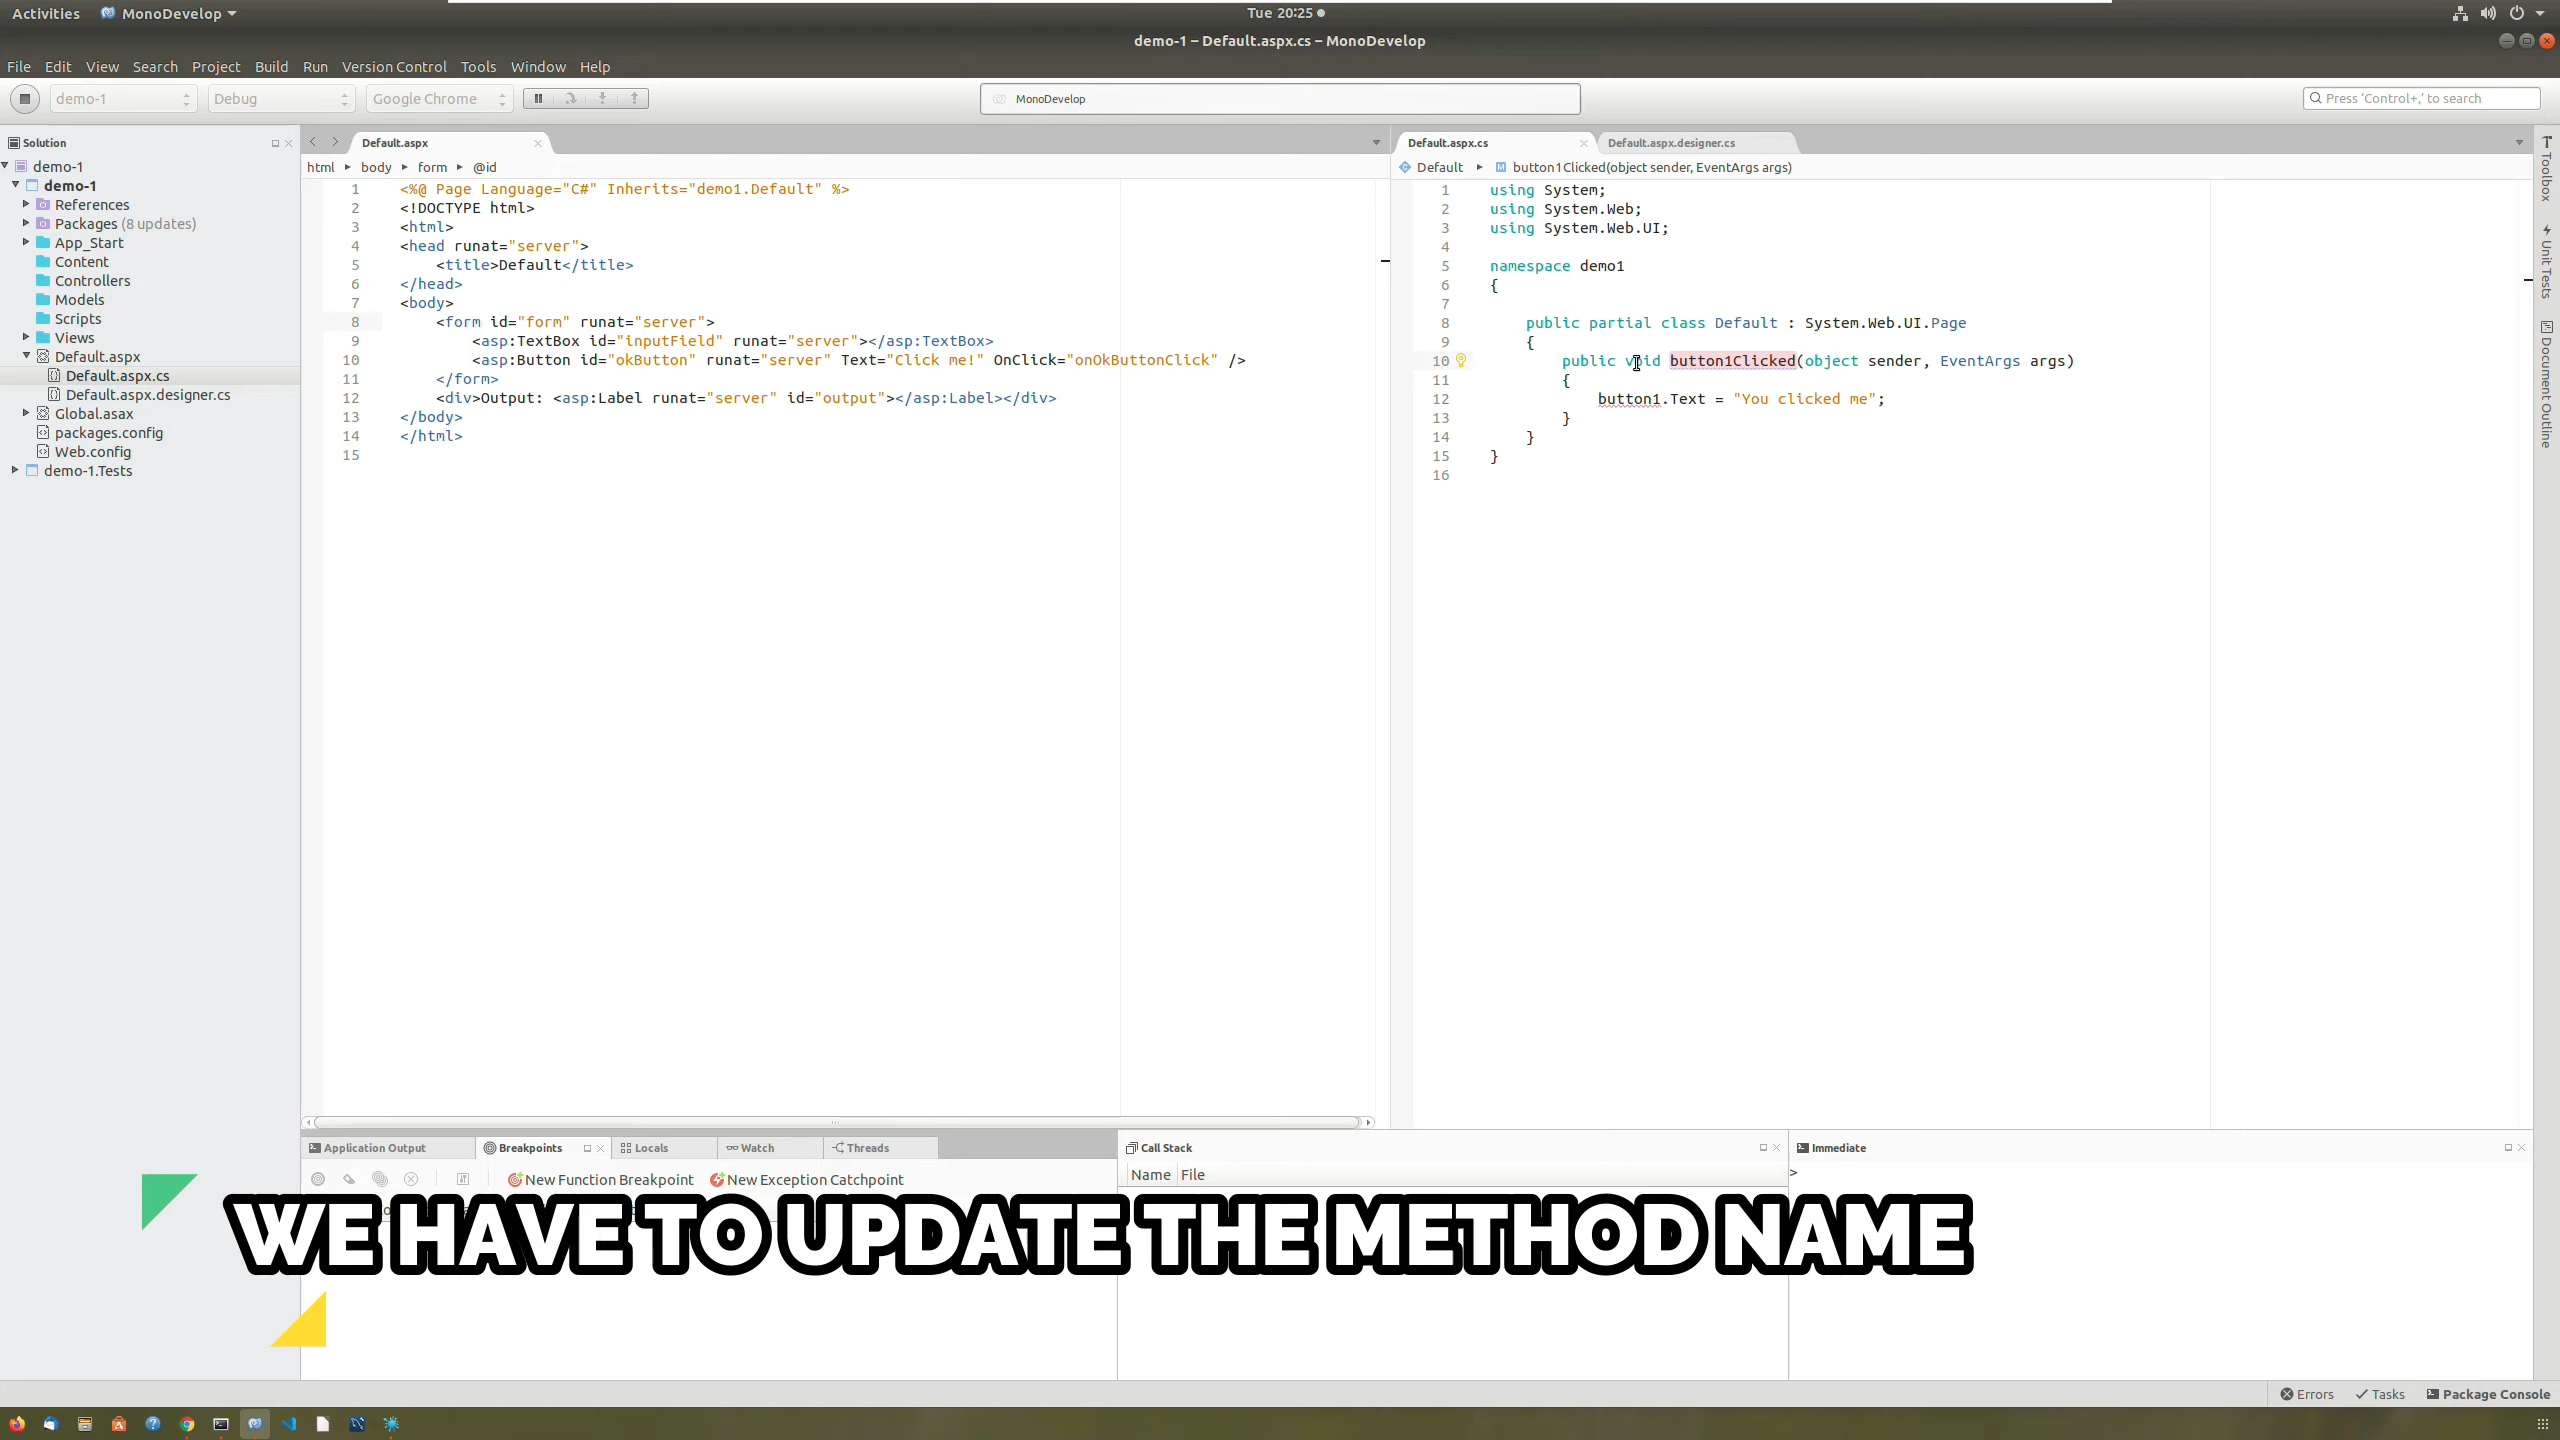 Activities MonoDevelop Tue 20:25
demo-1 – Default.aspx.cs – MonoDevelop
File Edit View Search Project Build Run Version Control Tools Window Help
demo-1 Debug Google Chrome MonoDevelop Press 'Control+,' to search
Solution
demo-1
demo-1
References
Packages (8 updates)
App_Start
Content
Controllers
Models
Scripts
Views
Default.aspx
Default.aspx.cs
Default.aspx.designer.cs
Global.asax
packages.config
Web.config
demo-1.Tests
Default.aspx
html body form @id
1 <%@ Page Language="C#" Inherits="demo1.Default" %>
2 <!DOCTYPE html>
3 <html>
4 <head runat="server">
5 <title>Default</title>
6 </head>
7 <body>
8 <form id="form" runat="server">
9 <asp:TextBox id="inputField" runat="server"></asp:TextBox>
10 <asp:Button id="okButton" runat="server" Text="Click me!" OnClick="onOkButtonClick" />
11 </form>
12 <div>Output: <asp:Label runat="server" id="output"></asp:Label></div>
13 </body>
14 </html>
15
Default.aspx.cs Default.aspx.designer.cs
Default button1Clicked(object sender, EventArgs args)
1 using System;
2 using System.Web;
3 using System.Web.UI;
4
5 namespace demo1
6 {
7
8 public partial class Default : System.Web.UI.Page
9 {
10 public void button1Clicked(object sender, EventArgs args)
11 {
12 button1.Text = "You clicked me";
13 }
14 }
15 }
16
Toolbox
Unit Tests
Document Outline
Application Output Breakpoints Locals Watch Threads
New Function Breakpoint New Exception Catchpoint
Call Stack
Name File
Immediate
>
WE HAVE TO UPDATE THE METHOD NAME
Errors Tasks Package Console